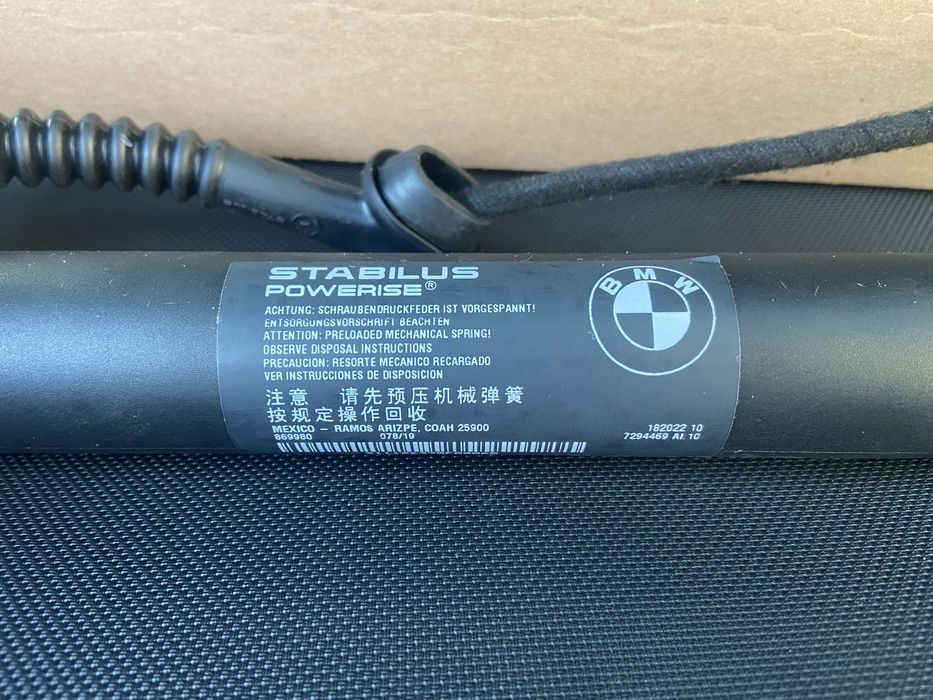 STABILUS
POWERISE®
ACHTUNG: SCHRAUBENDRUCKFEDER IST VORGESPANNT!
ENTSORGUNGSVORSCHRIFT BEACHTEN
ATTENTION: PRELOADED MECHANICAL SPRING!
OBSERVE DISPOSAL INSTRUCTIONS
PRECAUCION: RESORTE MECANICO RECARGADO
VER INSTRUCCIONES DE DISPOSICION
注意 请先预压机械弹簧
按规定操作回收
MEXICO – RAMOS ARIZPE, COAH 25900
869980 078/19
BMW
182022 10
7294469 AI 10